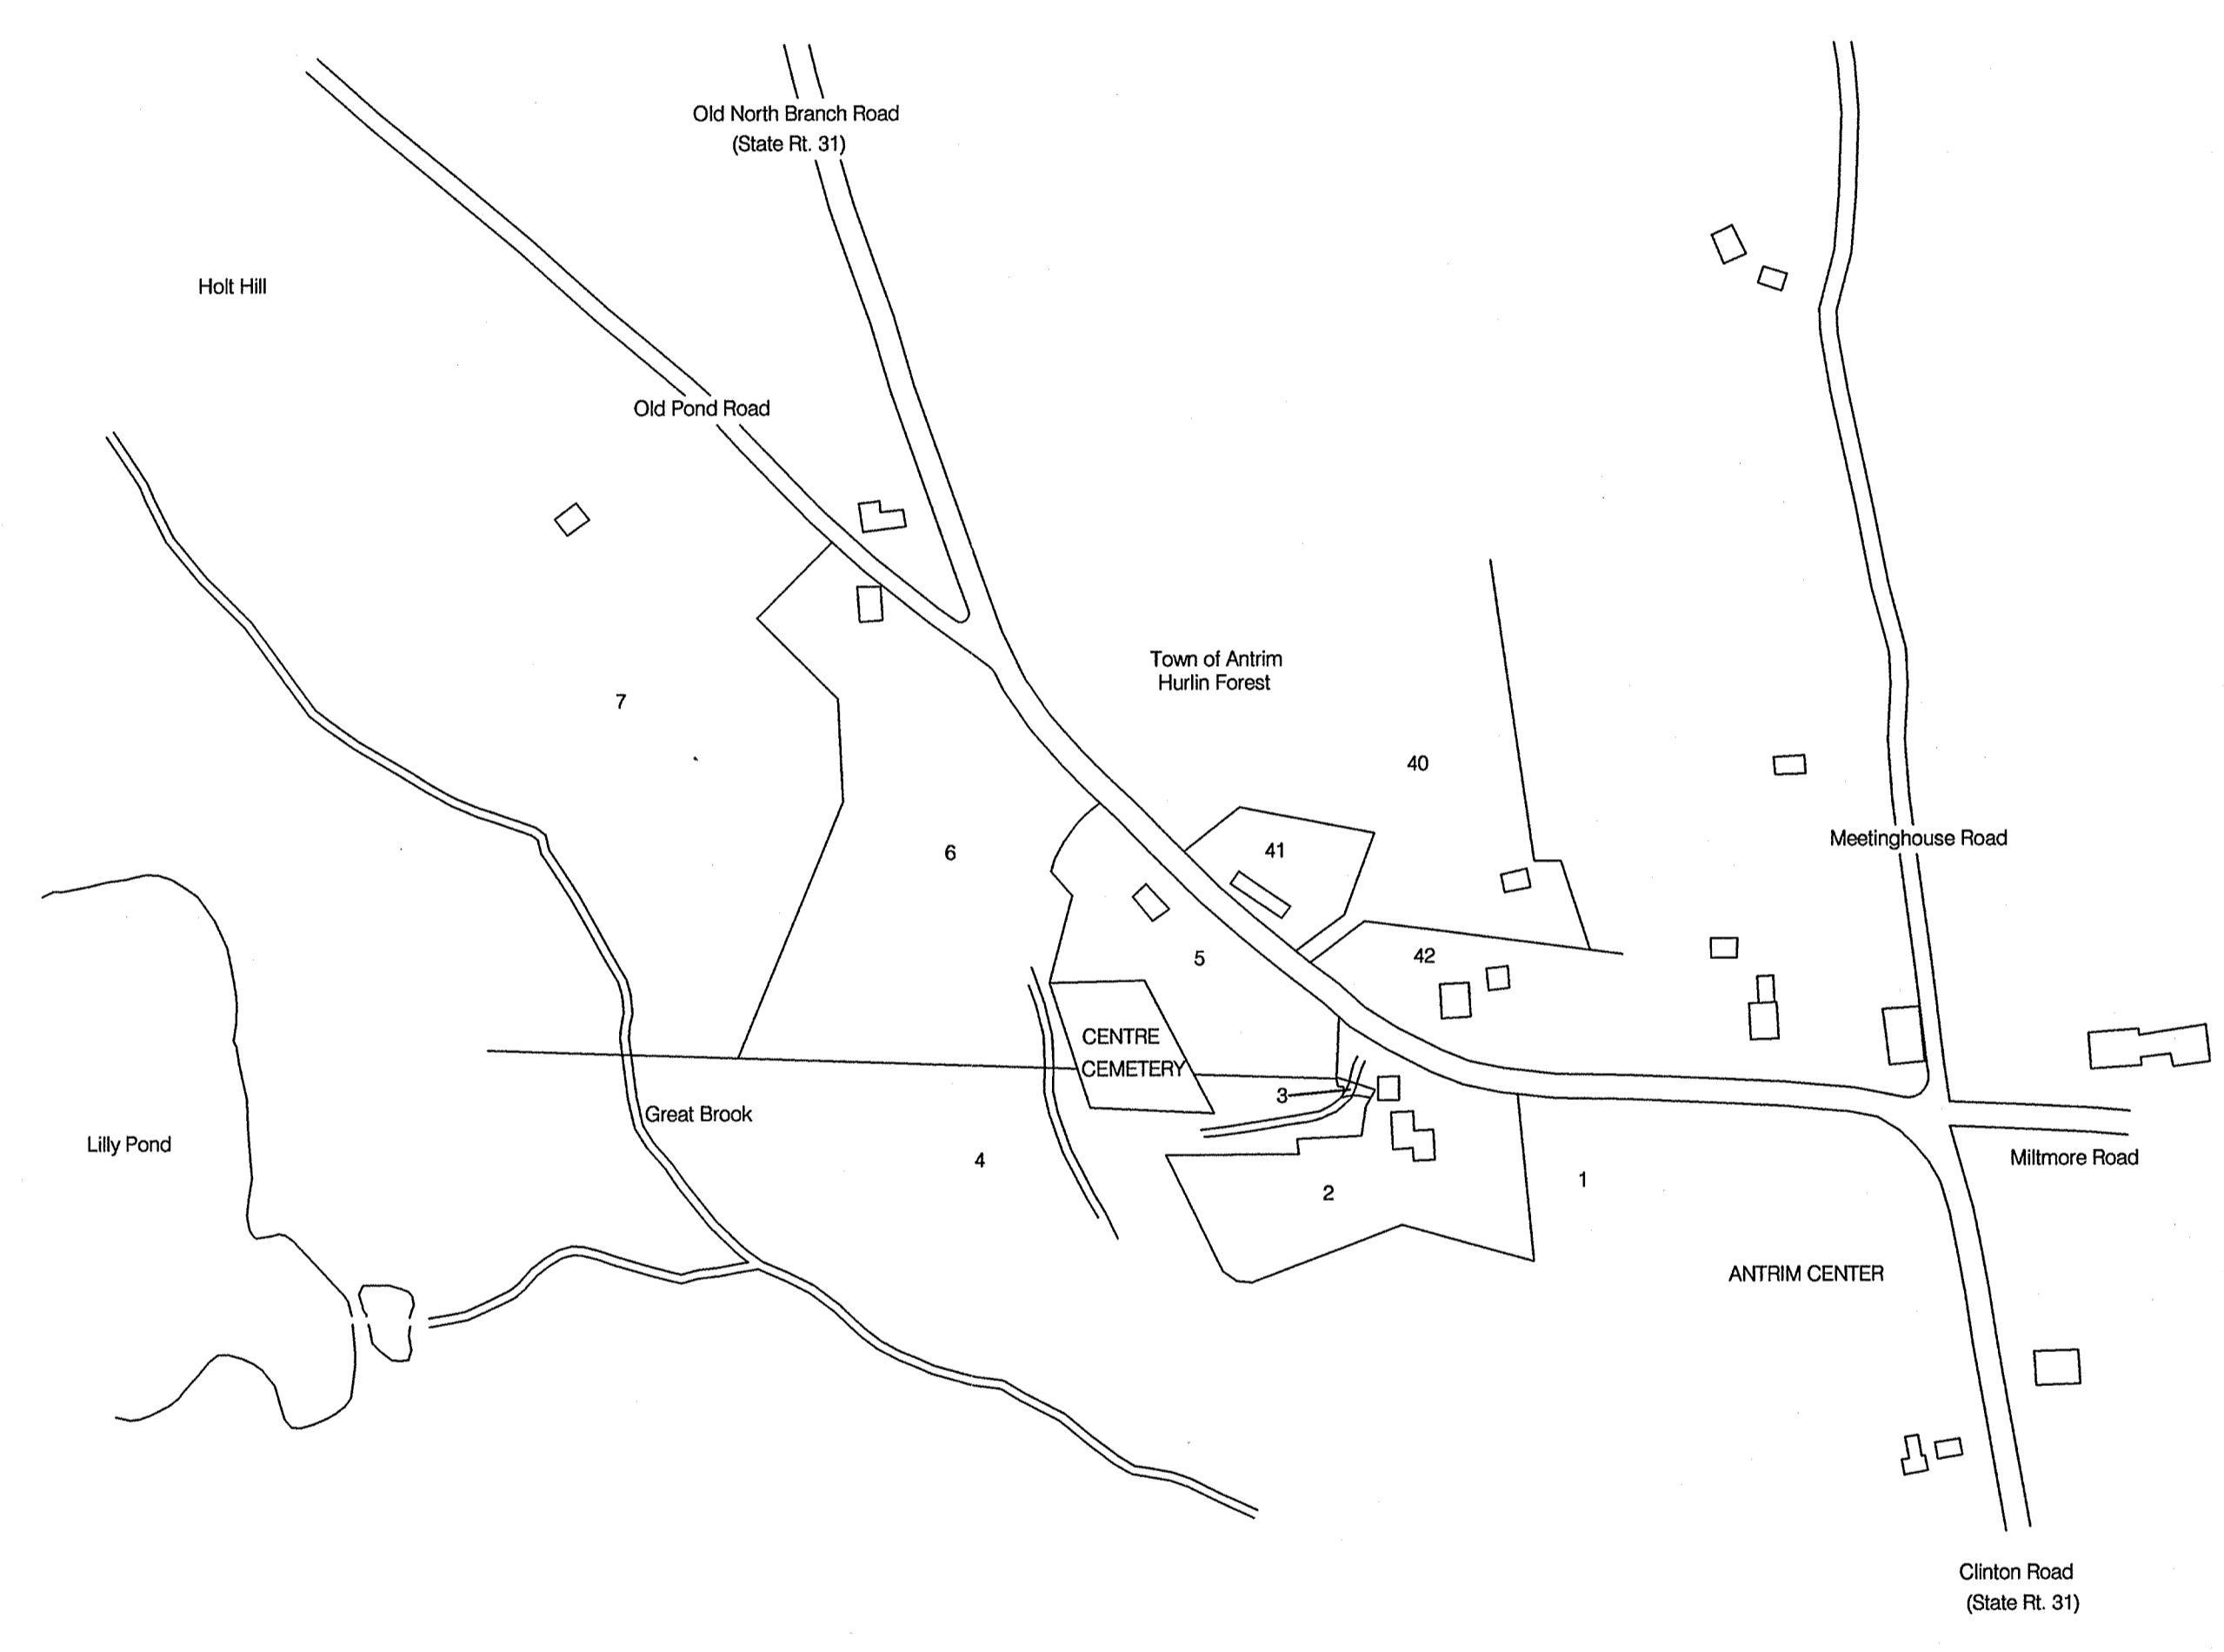 Old North Branch Road
(State Rt. 31)
Holt Hill
Old Pond Road
Town of Antrim
Hurlin Forest
7
40
Meetinghouse Road
6
41
5
42
CENTRE
CEMETERY
3
Great Brook
Lilly Pond
4
Miltmore Road
1
2
ANTRIM CENTER
Clinton Road
(State Rt. 31)